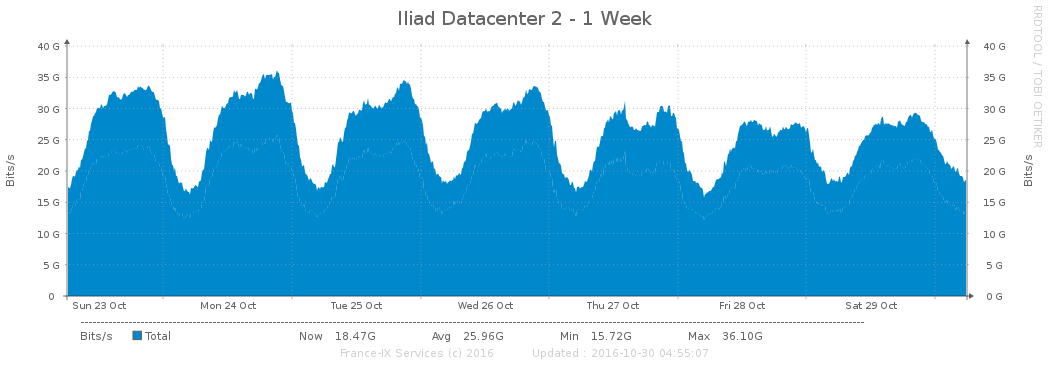 Iliad Datacenter 2 - 1 Week
RRDTOOL / TOBI OETIKER
40 G 40 G
35 G 35 G
30 G 30 G
25 G 25 G
20 G 20 G
15 G 15 G
10 G 10 G
5 G 5 G
0 0 G
Bits/s
Bits/s
Sun 23 Oct Mon 24 Oct Tue 25 Oct Wed 26 Oct Thu 27 Oct Fri 28 Oct Sat 29 Oct
Bits/s Total Now 18.47G Avg 25.96G Min 15.72G Max 36.10G
France-IX Services (c) 2016 Updated : 2016-10-30 04:55:07